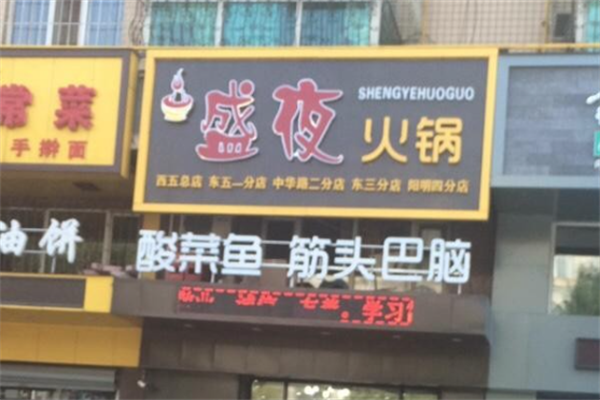 常菜
手擀面
油饼
盛夜
SHENGYEHUOGUO
火锅
西五总店 东五一分店 中华路二分店 东三分店 阳明四分店
酸菜鱼 筋头巴脑
学习